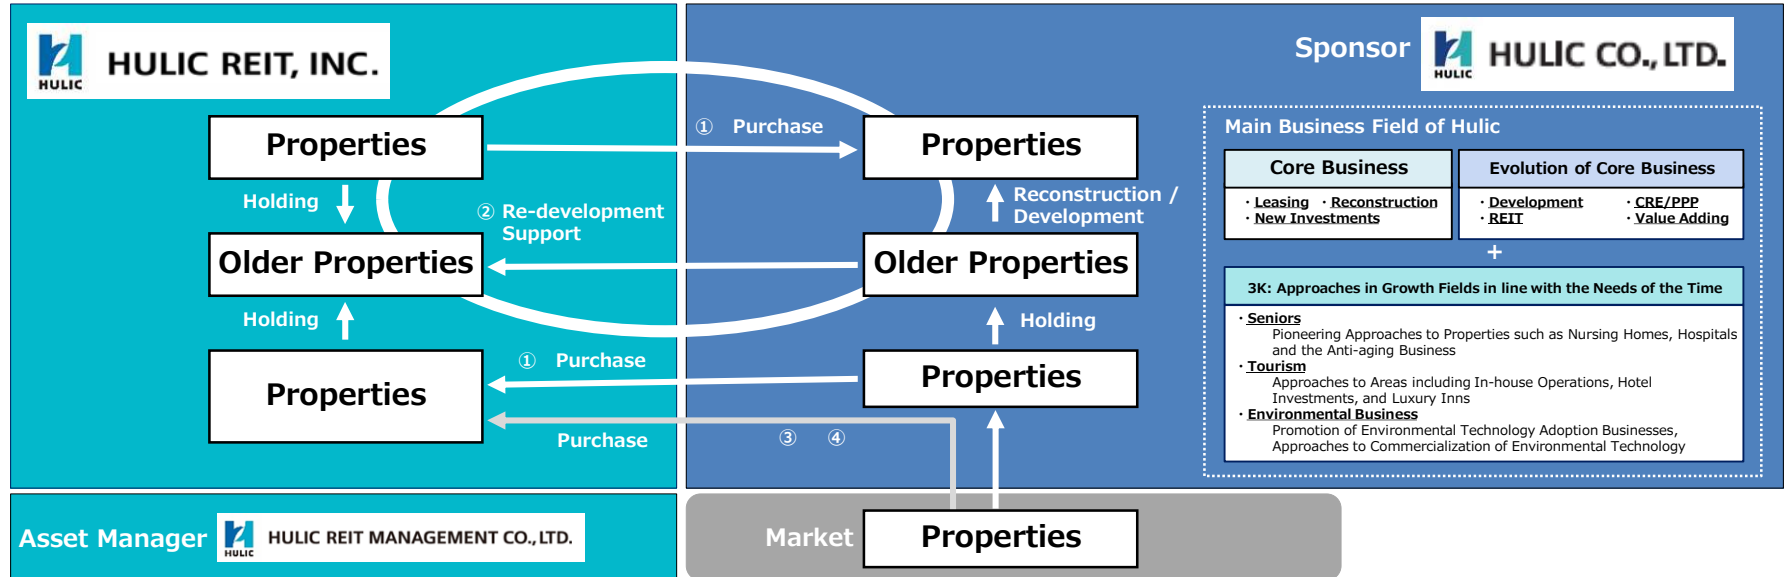 HULIC
HULIC REIT, INC.
Sponsor
HULIC
HULIC CO., LTD.
Properties
① Purchase
Properties
Holding
② Re-development
Support
Reconstruction /
Development
Older Properties
Older Properties
Holding
Holding
① Purchase
Properties
Properties
Purchase
③ ④
Main Business Field of Hulic
Core Business
・Leasing ・Reconstruction
・New Investments
Evolution of Core Business
・Development ・CRE/PPP
・REIT ・Value Adding
+
3K: Approaches in Growth Fields in line with the Needs of the Time
・Seniors
Pioneering Approaches to Properties such as Nursing Homes, Hospitals
and the Anti-aging Business
・Tourism
Approaches to Areas including In-house Operations, Hotel
Investments, and Luxury Inns
・Environmental Business
Promotion of Environmental Technology Adoption Businesses,
Approaches to Commercialization of Environmental Technology
Asset Manager
HULIC
HULIC REIT MANAGEMENT CO., LTD.
Market
Properties